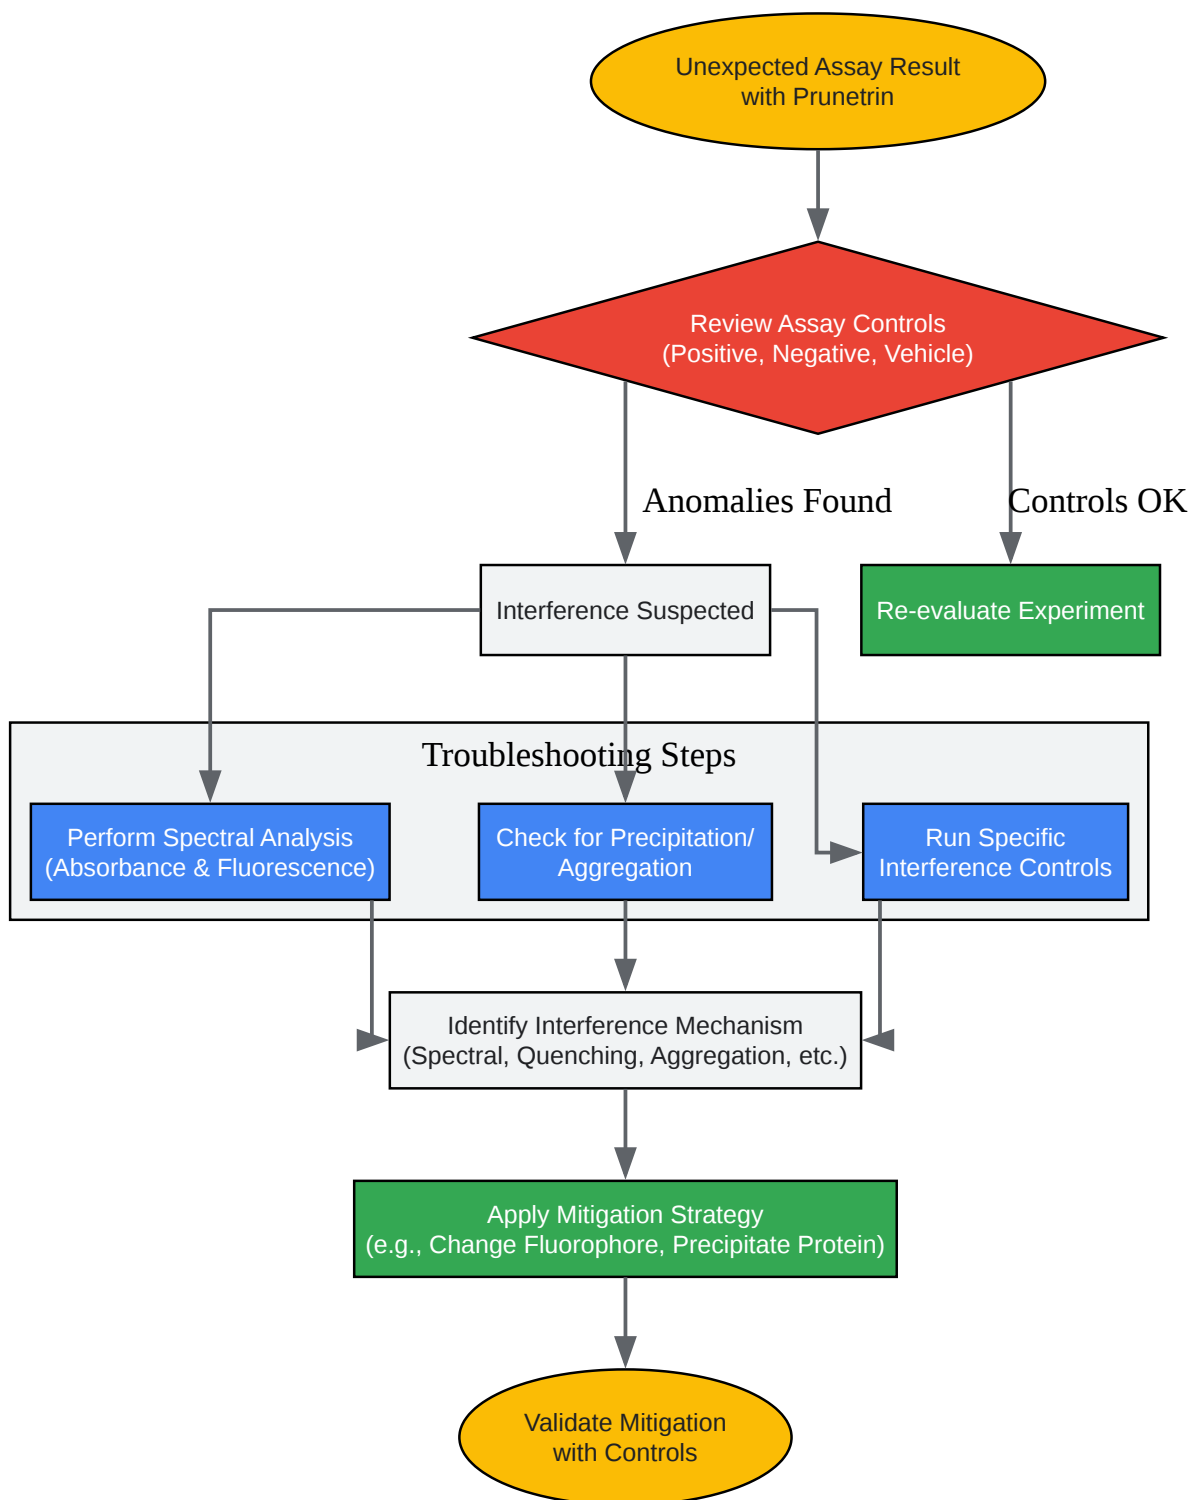 Unexpected Assay Result
with Prunetrin
Review Assay Controls
(Positive, Negative, Vehicle)
Anomalies Found
Controls OK
Interference Suspected
Re-evaluate Experiment
Troubleshooting Steps
Perform Spectral Analysis
(Absorbance & Fluorescence)
Check for Precipitation/
Aggregation
Run Specific
Interference Controls
Identify Interference Mechanism
(Spectral, Quenching, Aggregation, etc.)
Apply Mitigation Strategy
(e.g., Change Fluorophore, Precipitate Protein)
Validate Mitigation
with Controls